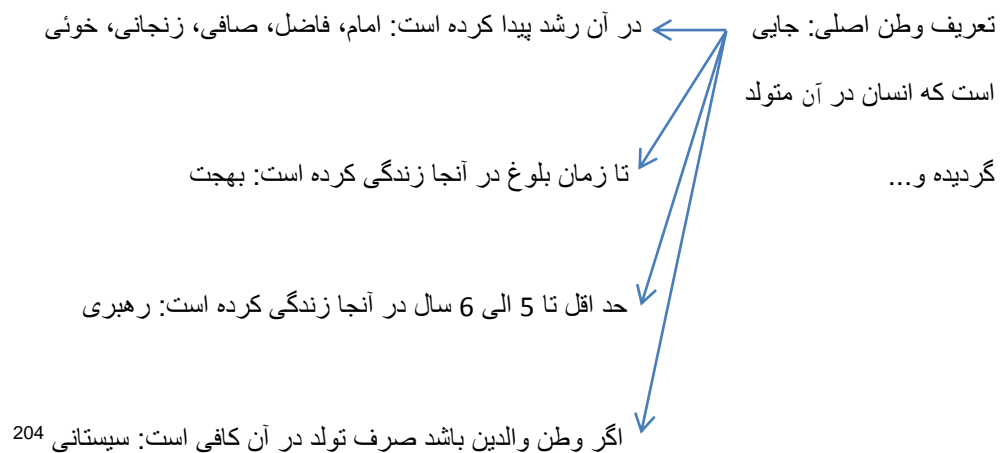 تعریف وطن اصلی: جایی
است که انسان در آن متولد
گردیده و...
در آن رشد پیدا کرده است: امام، فاضل، صافی، زنجانی، خوئی
تا زمان بلوغ در آنجا زندگی کرده است: بهجت
حد اقل تا 5 الی 6 سال در آنجا زندگی کرده است: رهبری
اگر وطن والدین باشد صرف تولد در آن کافی است: سیستانی 204